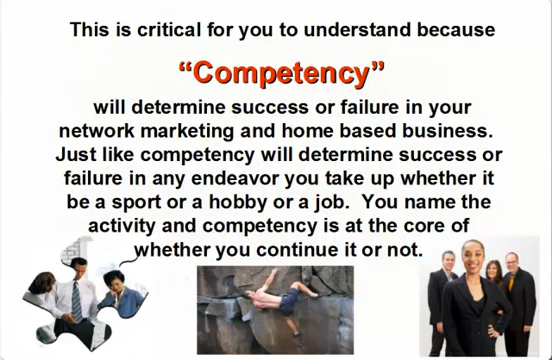 This is critical for you to understand because
“Competency”
will determine success or failure in your
network marketing and home based business.
Just like competency will determine success or
failure in any endeavor you take up whether it
be a sport or a hobby or a job.  You name the
activity and competency is at the core of
whether you continue it or not.